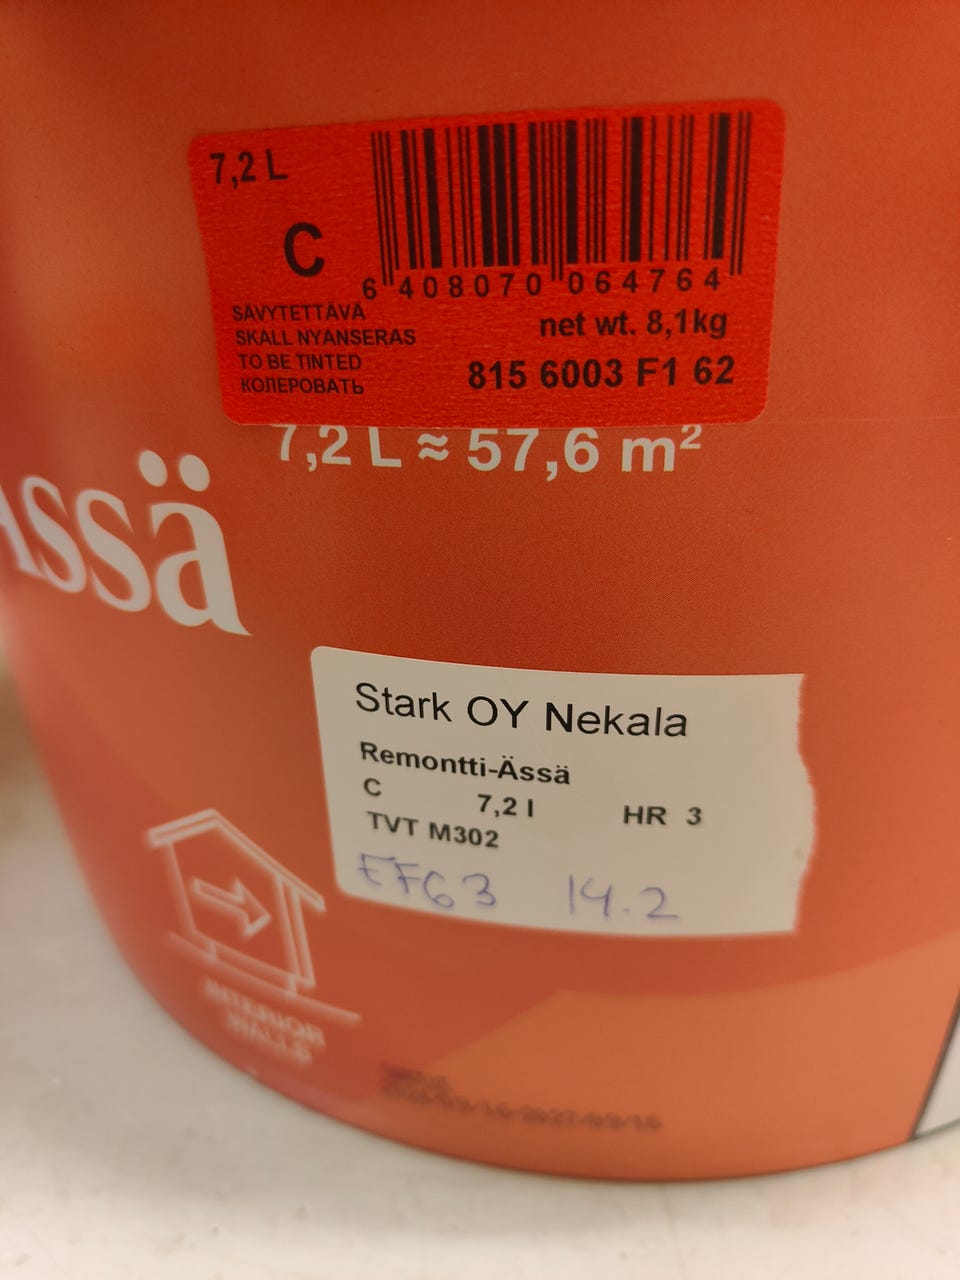 7,2 L
C
6 408070 064764
SÄVYTETTÄVÄ
SKALL NYANSERAS
TO BE TINTED
КОЛЕРОВАТЬ
net wt. 8,1kg
815 6003 F1 62
7,2 L ≈ 57,6 m²
Ässä
Stark OY Nekala
Remontti-Ässä
C 7,2 l HR 3
TVT M302
EF63 14.2
INTERIOR
WALLS